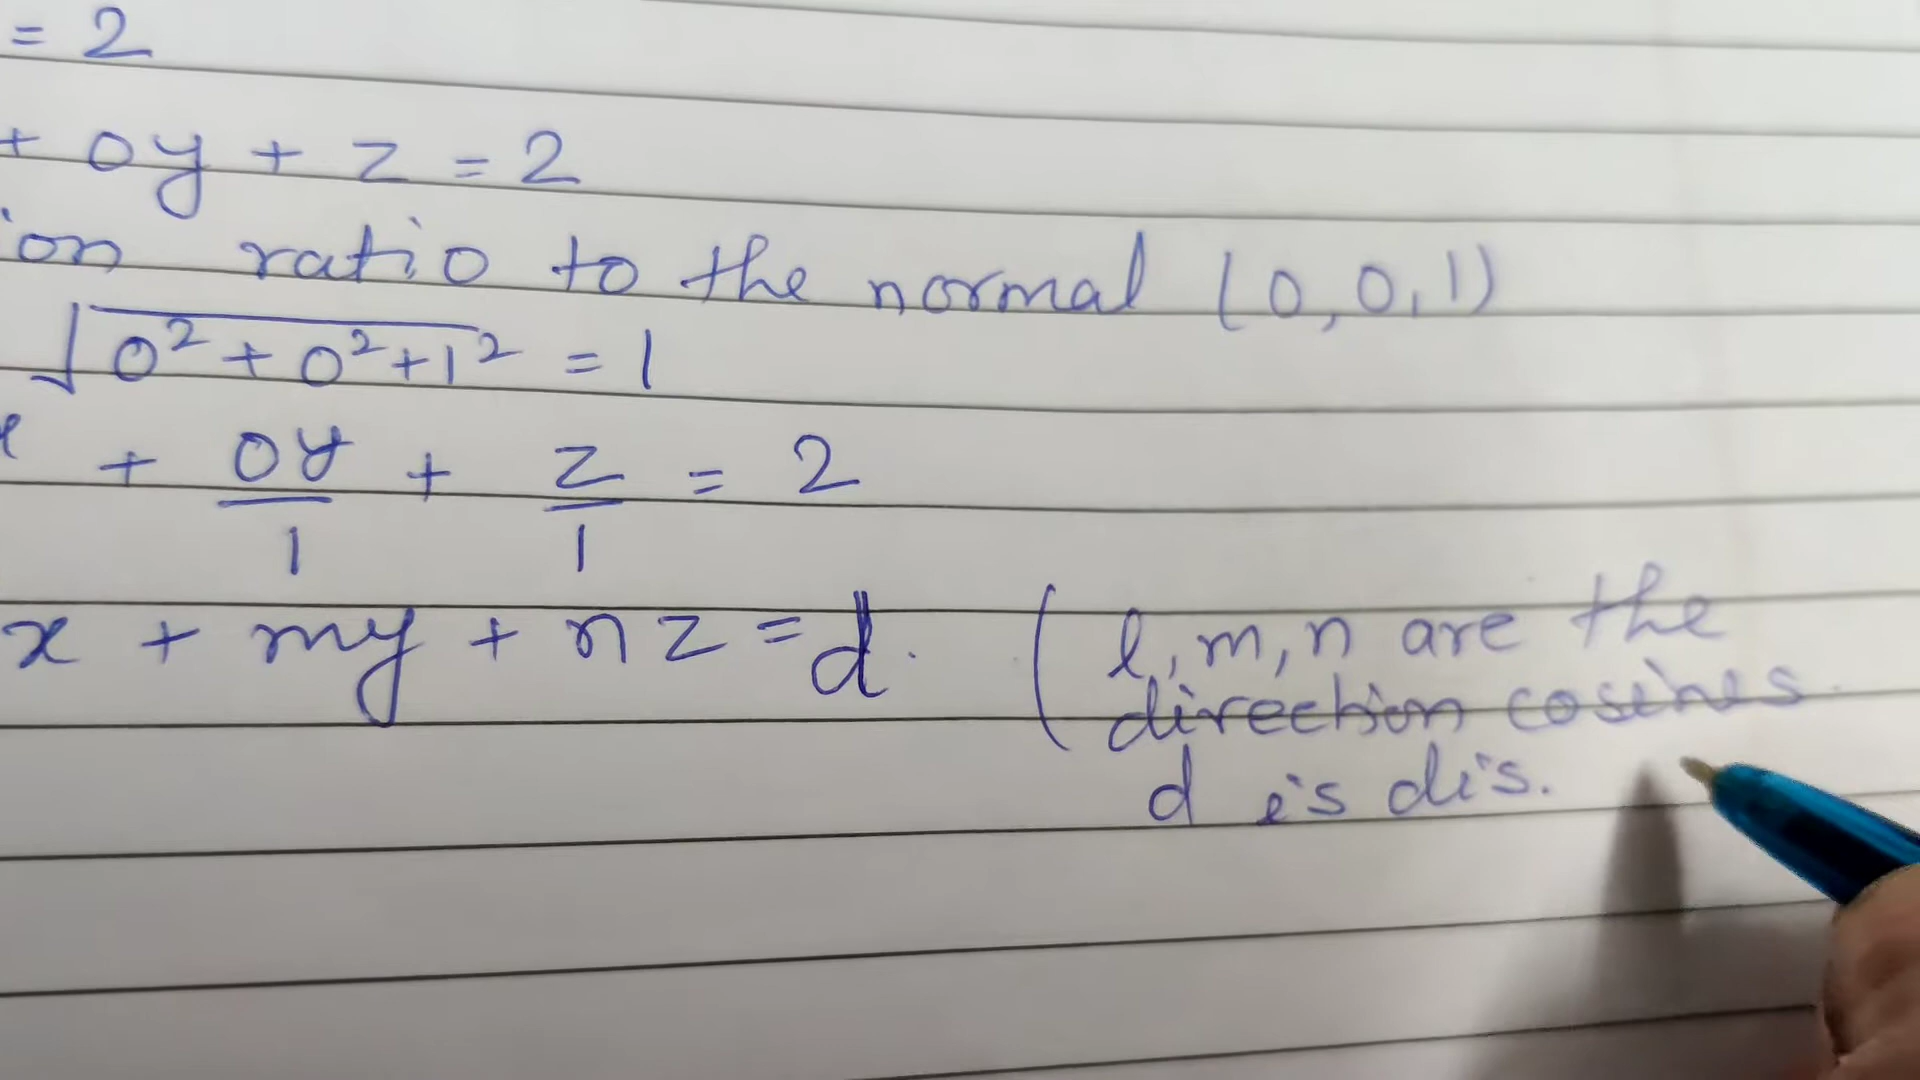 = 2
+ 0y + z = 2
ion ratio to the normal (0, 0, 1)
√0² + 0² + 1² = 1
+ 0y/1 + z/1 = 2
x + my + nz = d. (l, m, n are the
direction cosines
d is dis.